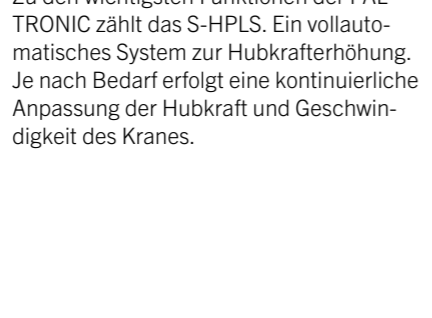 Zu den wichtigsten Funktionen der PAL-
TRONIC zählt das S-HPLS. Ein vollauto-
matisches System zur Hubkrafterhöhung.
Je nach Bedarf erfolgt eine kontinuierliche
Anpassung der Hubkraft und Geschwin-
digkeit des Kranes.